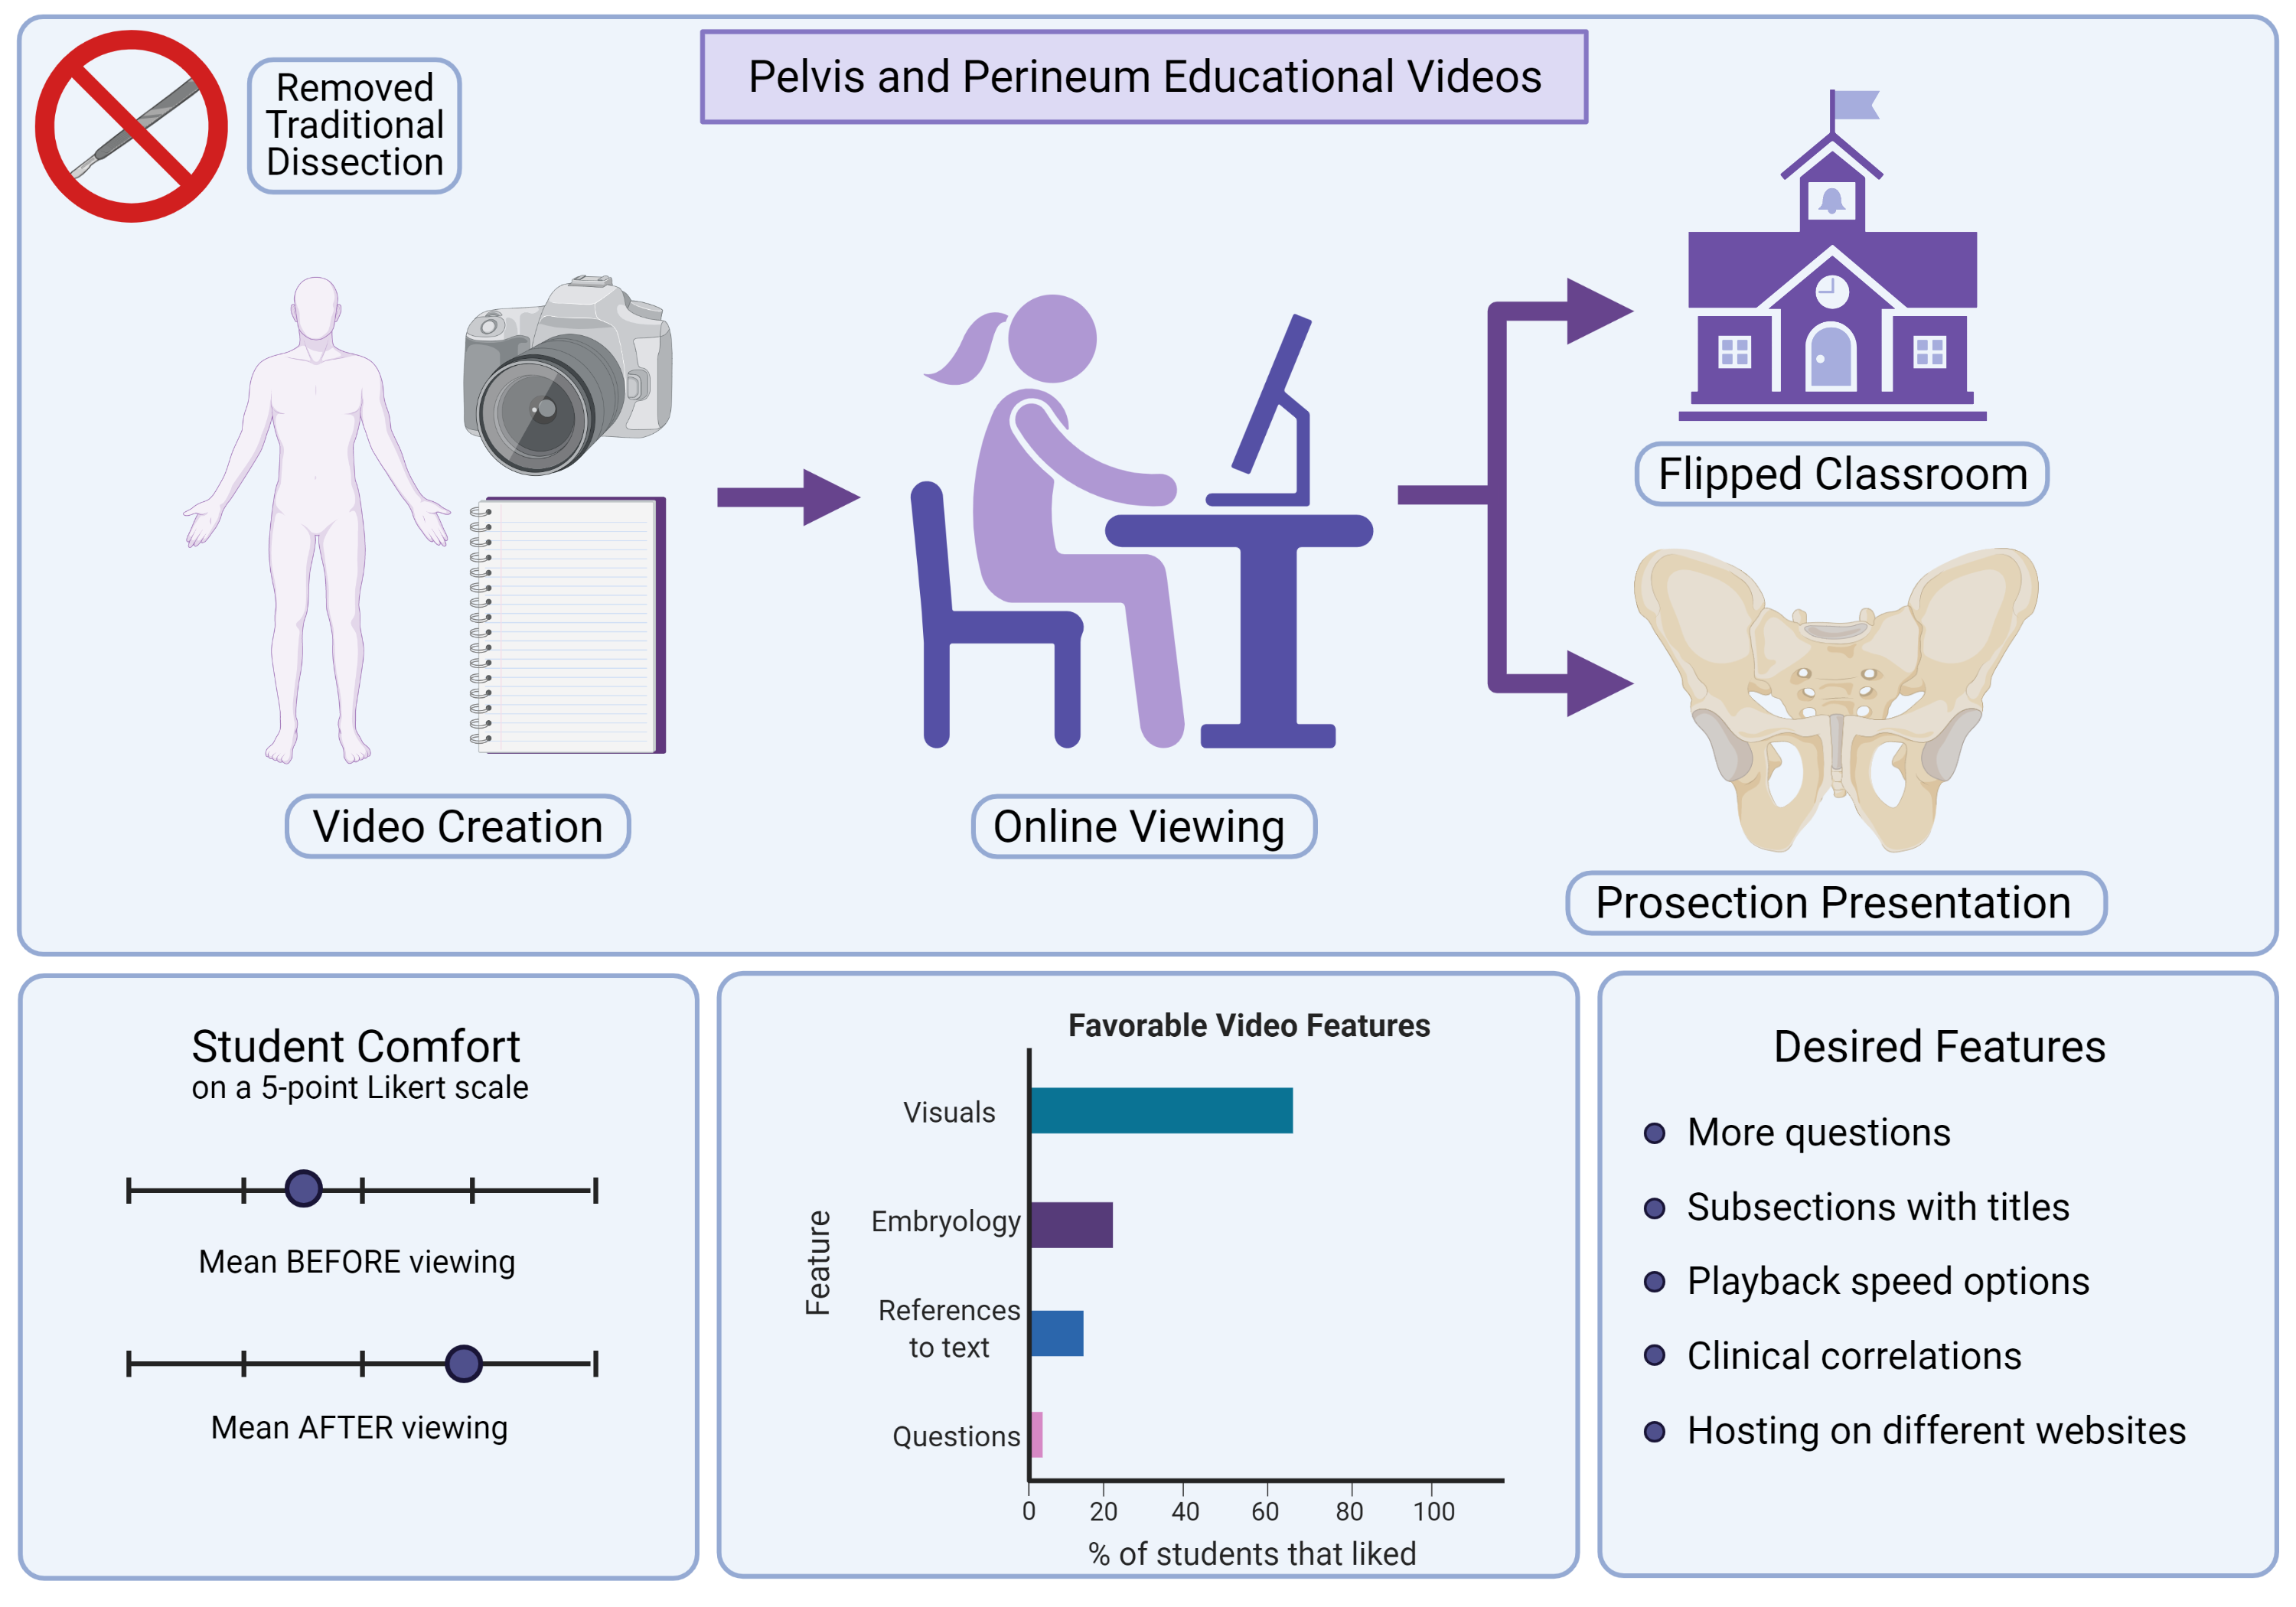 Removed
Traditional
Dissection
Pelvis and Perineum Educational Videos
Flipped Classroom
Video Creation
Online Viewing
Prosection Presentation
Student Comfort
on a 5-point Likert scale
Mean BEFORE viewing
Mean AFTER viewing
Favorable Video Features
Feature
Visuals
Embryology
References
to text
Questions
0 20 40 60 80 100
% of students that liked
Desired Features
More questions
Subsections with titles
Playback speed options
Clinical correlations
Hosting on different websites